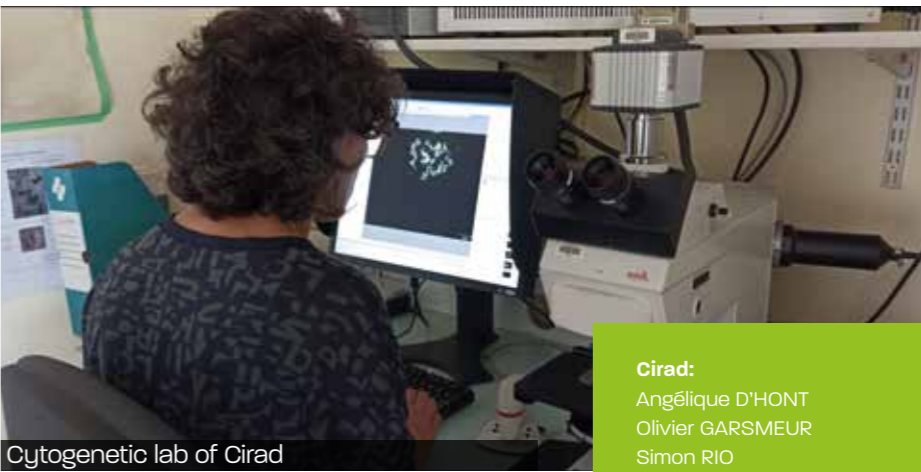 Cytogenetic lab of Cirad
Cirad:
Angélique D'HONT
Olivier GARSMEUR
Simon RIO